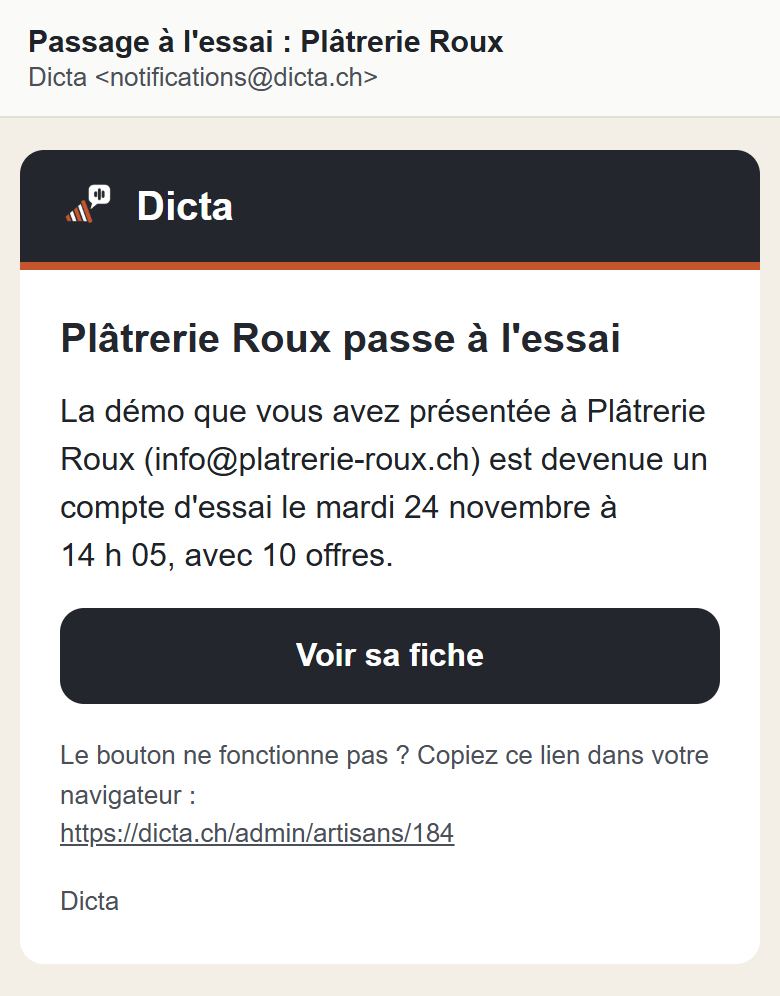 Passage à l'essai : Plâtrerie Roux
Dicta <notifications@dicta.ch>
Dicta
Plâtrerie Roux passe à l'essai
La démo que vous avez présentée à Plâtrerie
Roux (info@platrerie-roux.ch) est devenue un
compte d'essai le mardi 24 novembre à
14 h 05, avec 10 offres.
Voir sa fiche
Le bouton ne fonctionne pas ? Copiez ce lien dans votre
navigateur :
https://dicta.ch/admin/artisans/184
Dicta